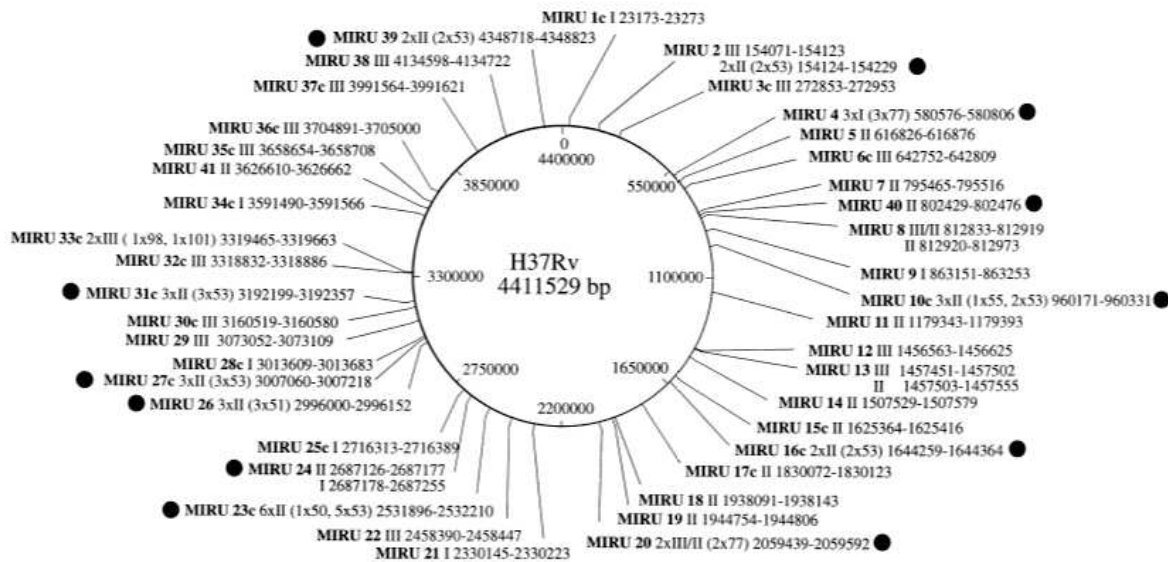 MIRU 1c I 23173-23273
MIRU 2 III 154071-154123
2xII (2x53) 154124-154229
MIRU 3c III 272853-272953
MIRU 4 3xI (3x77) 580576-580806
MIRU 5 II 616826-616876
MIRU 6c III 642752-642809
MIRU 7 II 795465-795516
MIRU 40 II 802429-802476
MIRU 8 III/II 812833-812919
II 812920-812973
MIRU 9 I 863151-863253
MIRU 10c 3xII (1x55, 2x53) 960171-960331
MIRU 11 II 1179343-1179393
MIRU 12 III 1456563-1456625
MIRU 13 III 1457451-1457502
II 1457503-1457555
MIRU 14 II 1507529-1507579
MIRU 15c II 1625364-1625416
MIRU 16c 2xII (2x53) 1644259-1644364
MIRU 17c II 1830072-1830123
MIRU 18 II 1938091-1938143
MIRU 19 II 1944754-1944806
MIRU 20 2xIII/II (2x77) 2059439-2059592
MIRU 21 I 2330145-2330223
MIRU 22 III 2458390-2458447
MIRU 23c 6xII (1x50, 5x53) 2531896-2532210
MIRU 24 II 2687126-2687177
I 2687178-2687255
MIRU 25c I 2716313-2716389
MIRU 26 3xII (3x51) 2996000-2996152
MIRU 27c 3xII (3x53) 3007060-3007218
MIRU 28c I 3013609-3013683
MIRU 29 III 3073052-3073109
MIRU 30c III 3160519-3160580
MIRU 31c 3xII (3x53) 3192199-3192357
MIRU 32c III 3318832-3318886
MIRU 33c 2xIII ( 1x98, 1x101) 3319465-3319663
MIRU 34c I 3591490-3591566
MIRU 41 II 3626610-3626662
MIRU 35c III 3658654-3658708
MIRU 36c III 3704891-3705000
MIRU 37c III 3991564-3991621
MIRU 38 III 4134598-4134722
MIRU 39 2xII (2x53) 4348718-4348823
0
4400000
550000
1100000
1650000
2200000
2750000
3300000
3850000
H37Rv
4411529 bp